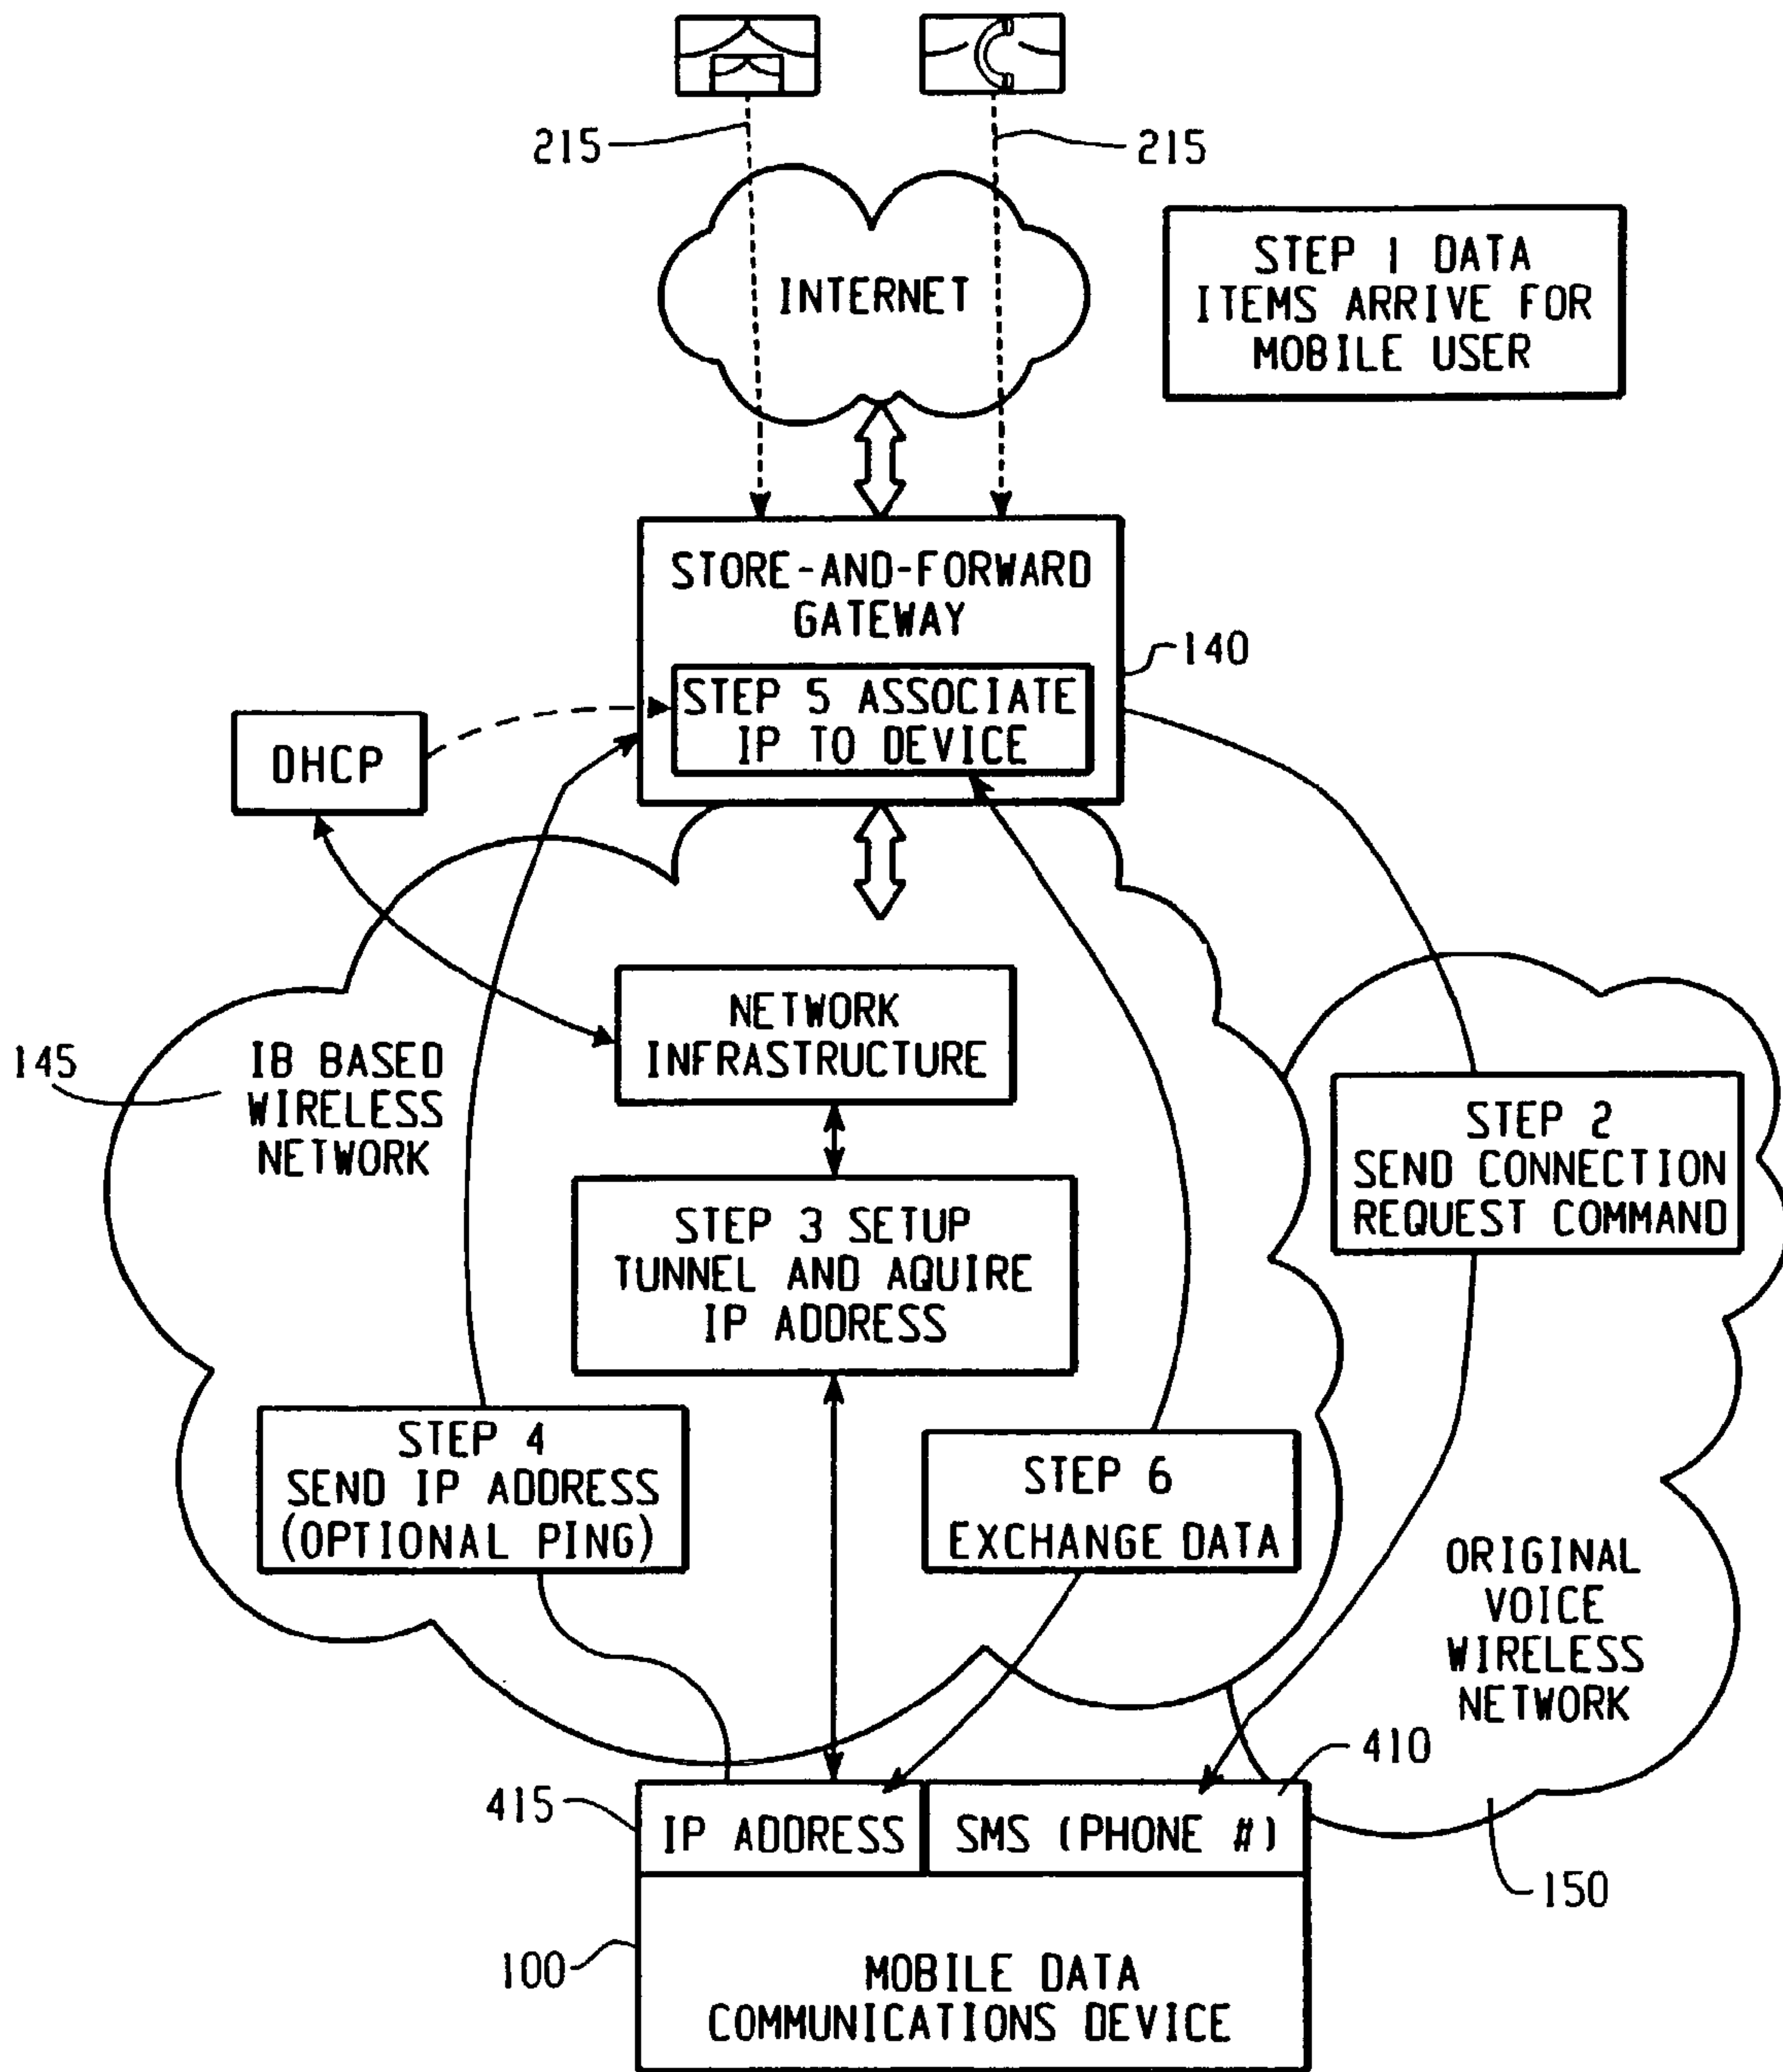 215
215
INTERNET
STEP 1 DATA
ITEMS ARRIVE FOR
MOBILE USER
STORE-AND-FORWARD
GATEWAY
140
STEP 5 ASSOCIATE
IP TO DEVICE
DHCP
NETWORK
INFRASTRUCTURE
145
IB BASED
WIRELESS
NETWORK
STEP 2
SEND CONNECTION
REQUEST COMMAND
STEP 3 SETUP
TUNNEL AND AQUIRE
IP ADDRESS
STEP 4
SEND IP ADDRESS
(OPTIONAL PING)
STEP 6
EXCHANGE DATA
ORIGINAL
VOICE
WIRELESS
NETWORK
410
415
IP ADDRESS
SMS (PHONE #)
150
100
MOBILE DATA
COMMUNICATIONS DEVICE